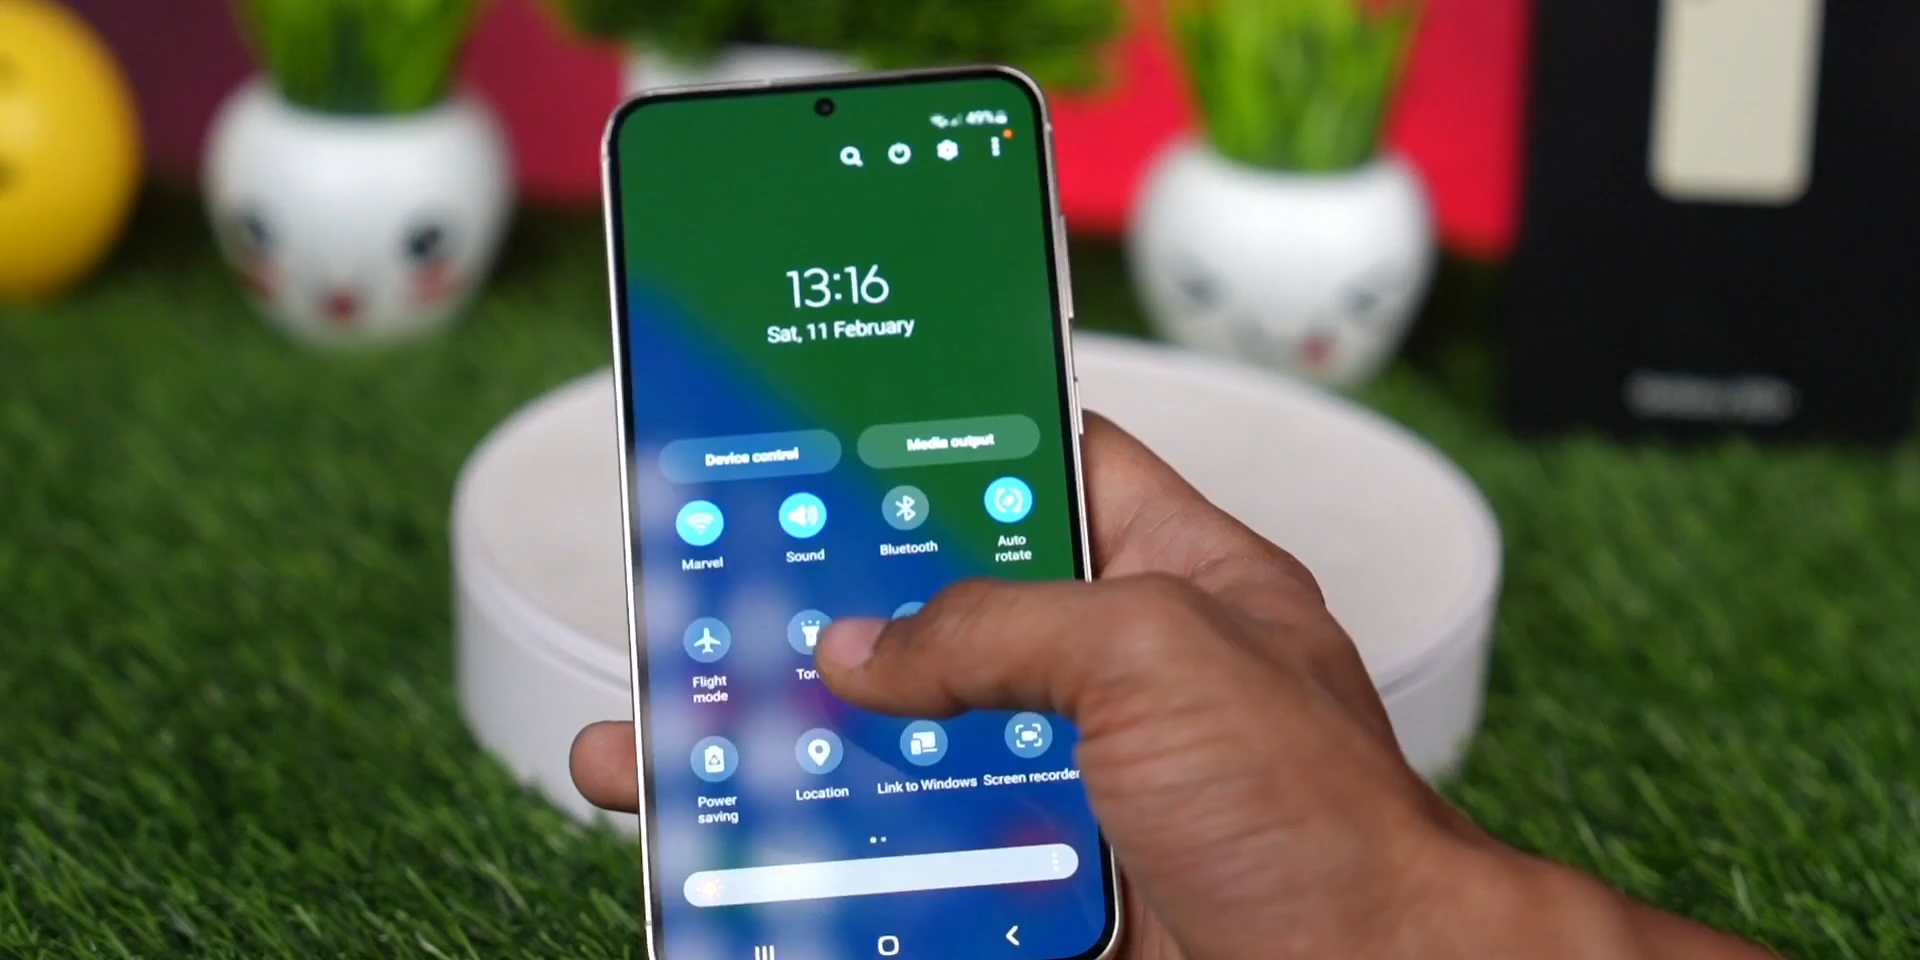 49%
13:16
Sat, 11 February
Device control
Media output
Marvel
Sound
Bluetooth
Auto
rotate
Flight
mode
Power
saving
Location
Link to Windows
Screen recorder